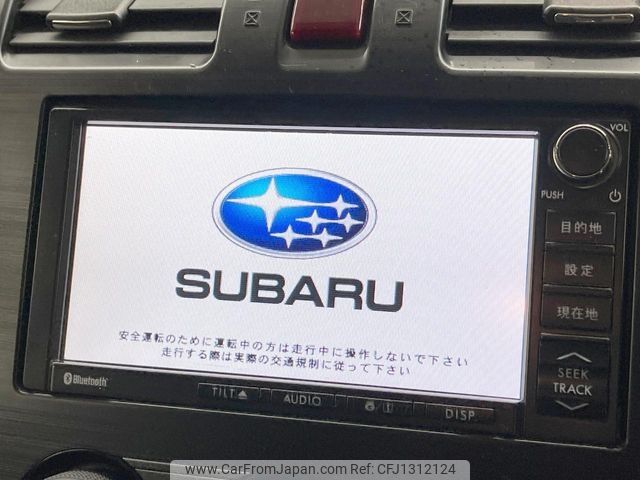 VOL
PUSH
目的地
設定
現在地
SEEK
TRACK
SUBARU
安全運転のために運転中の方は走行中に操作しないで下さい
走行する際は実際の交通規制に従って下さい
Bluetooth
TILT
AUDIO
DISP
www.CarFromJapan.com - CFJ1312124